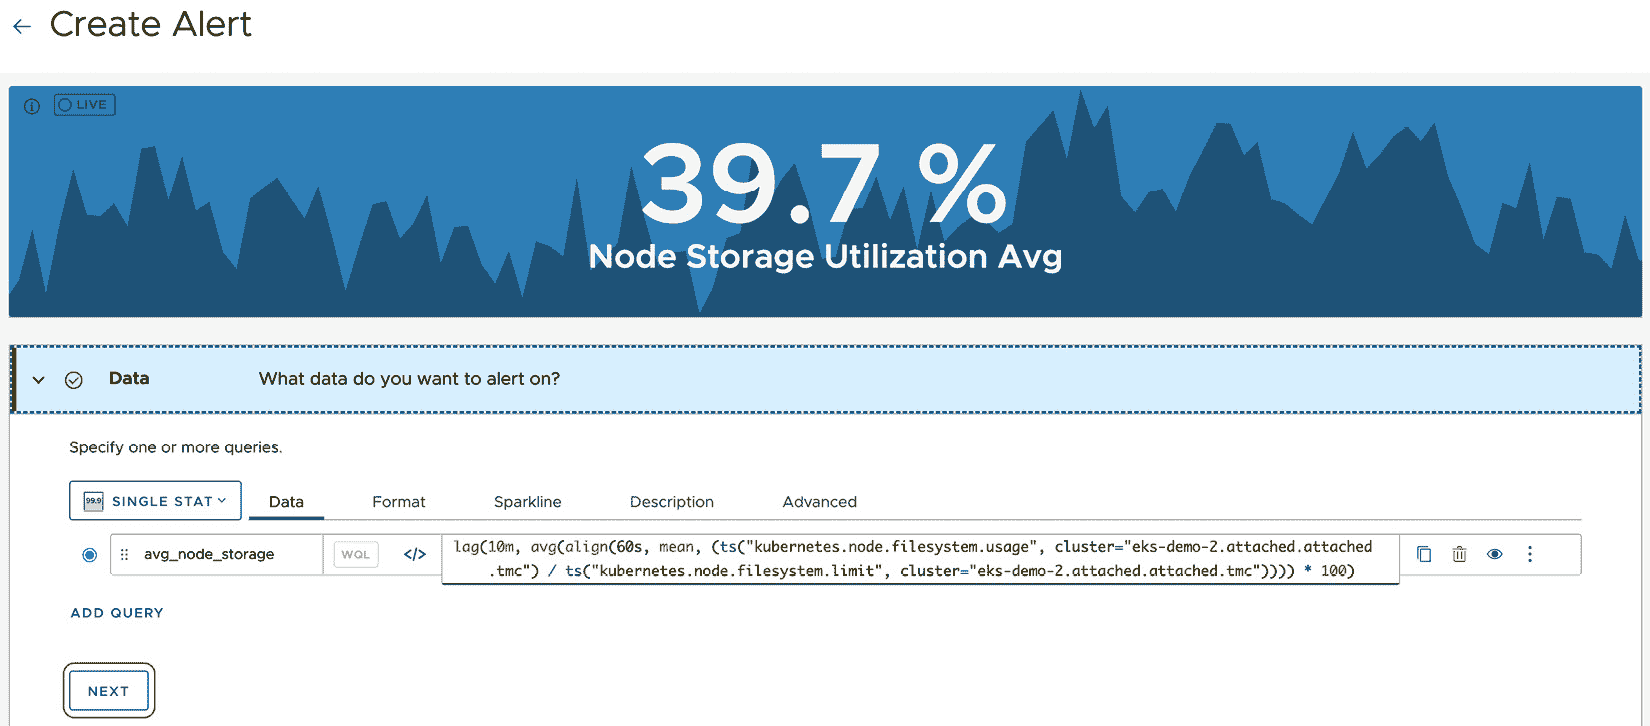 Create Alert
LIVE
39.7 %
Node Storage Utilization Avg
Data What data do you want to alert on?
Specify one or more queries.
99.9 SINGLE STAT Data Format Sparkline Description Advanced
avg_node_storage WQL </> lag(10m, avg(align(60s, mean, (ts("kubernetes.node.filesystem.usage", cluster="eks-demo-2.attached.attached
.tmc") / ts("kubernetes.node.filesystem.limit", cluster="eks-demo-2.attached.attached.tmc")))) * 100)
ADD QUERY
NEXT